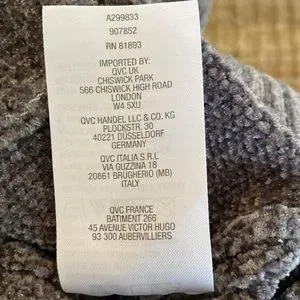 A299833
907852
RN 81893
IMPORTED BY:
QVC UK
CHISWICK PARK
566 CHISWICK HIGH ROAD
LONDON
W4 5XU
QVC HANDEL LLC & CO. KG
PLOCKSTR. 30
40221 DÜSSELDORF
GERMANY
QVC ITALIA S.R.L
VIA GUZZINA 18
20861 BRUGHERIO (MB)
ITALY
QVC FRANCE
BATIMENT 266
45 AVENUE VICTOR HUGO
93 300 AUBERVILLIERS